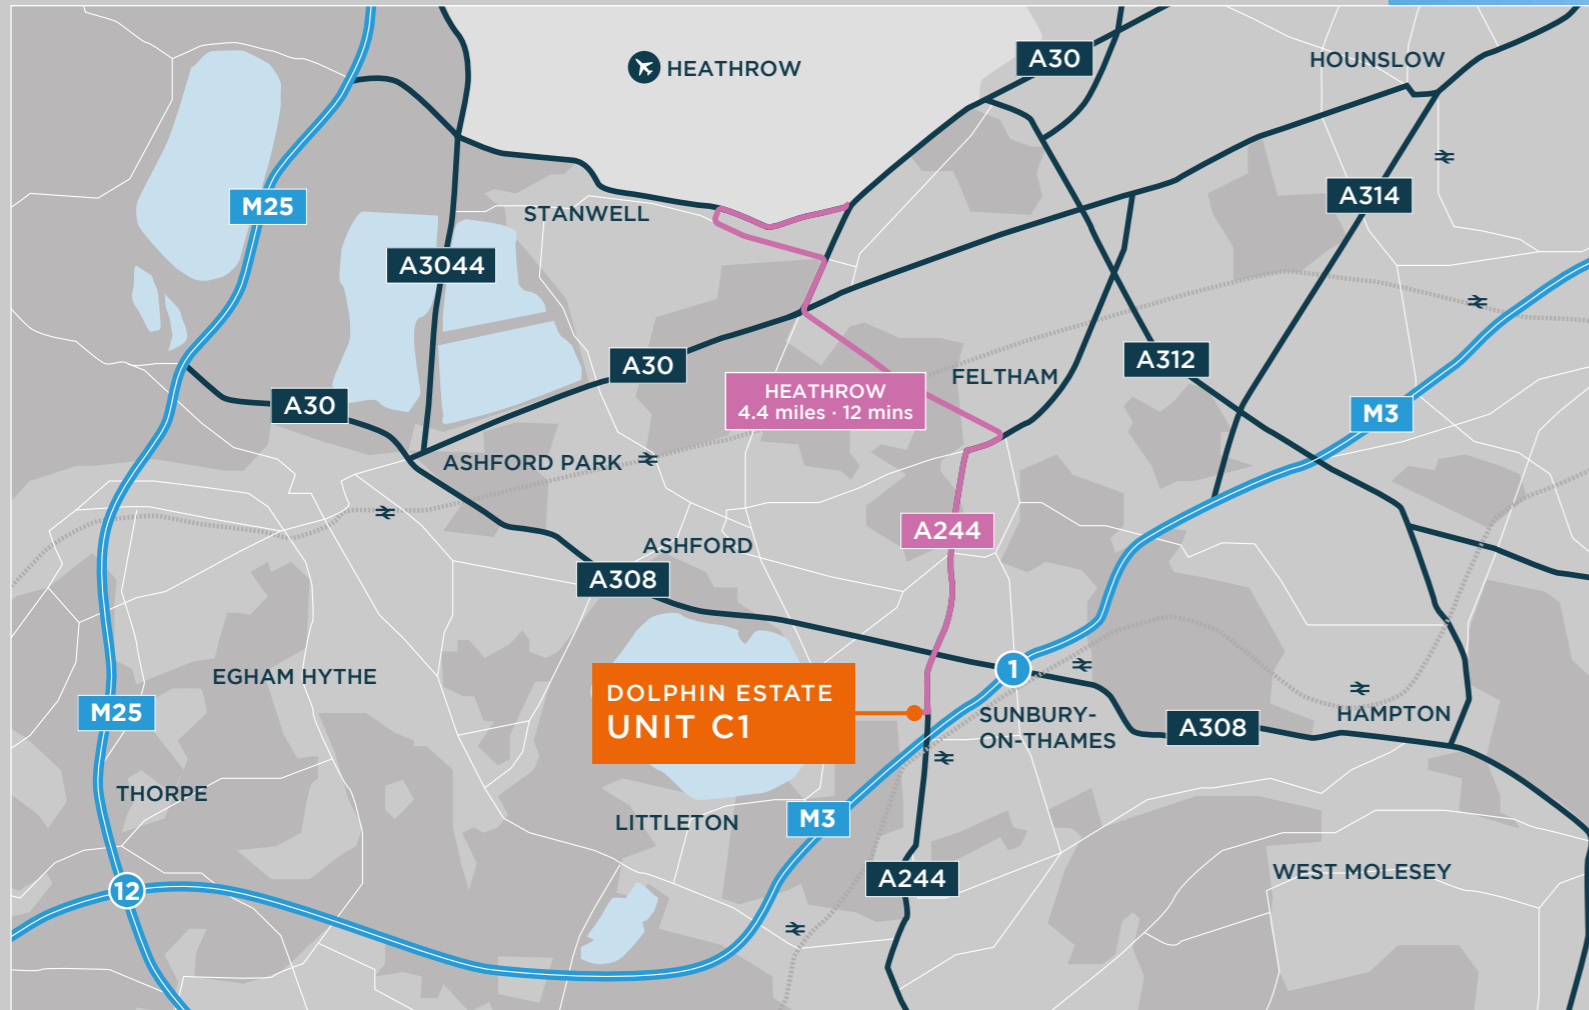 HEATHROW
A30
HOUNSLOW
M25
STANWELL
A314
A3044
A30
A312
FELTHAM
HEATHROW
4.4 miles · 12 mins
A30
M3
ASHFORD PARK
A244
ASHFORD
A308
1
EGHAM HYTHE
DOLPHIN ESTATE
UNIT C1
M25
SUNBURY-
ON-THAMES
A308
HAMPTON
THORPE
LITTLETON
M3
A244
WEST MOLESEY
12